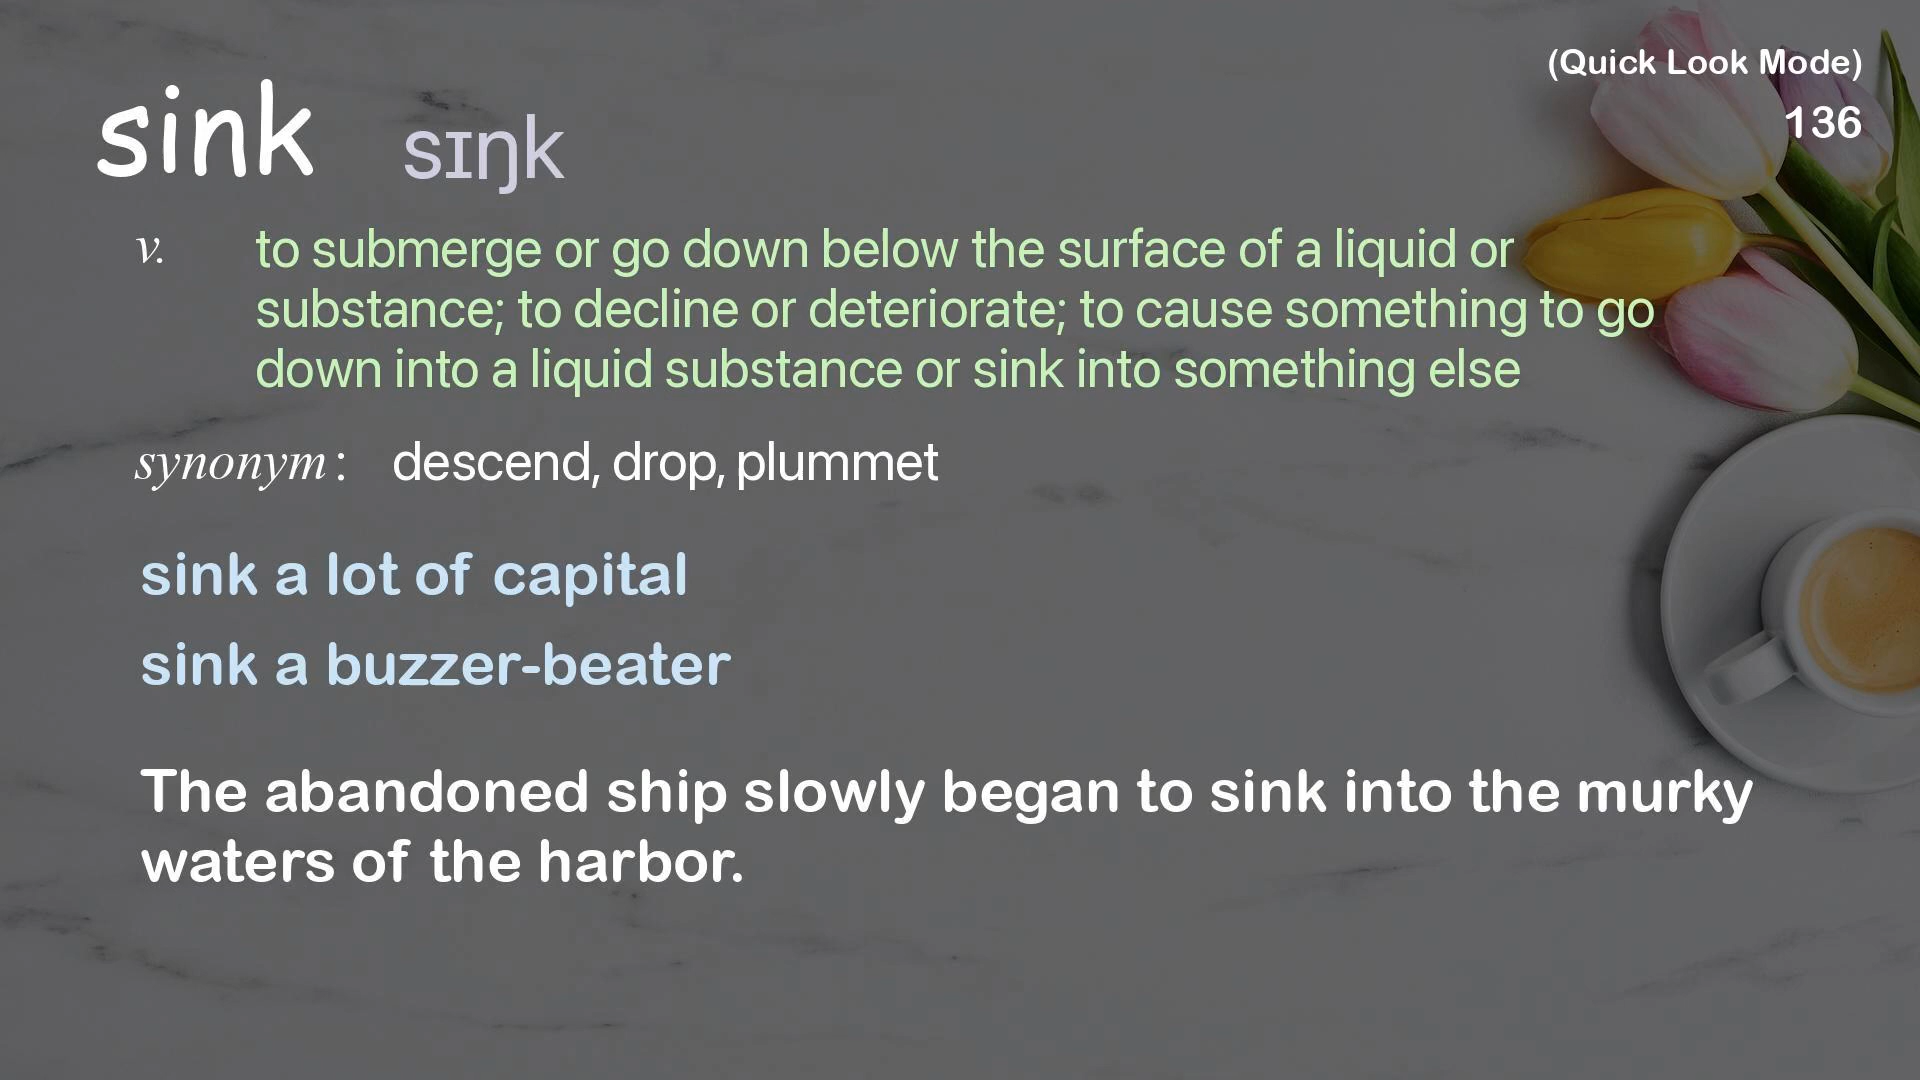 (Quick Look Mode)
136
sink sɪŋk
v. to submerge or go down below the surface of a liquid or
substance; to decline or deteriorate; to cause something to go
down into a liquid substance or sink into something else
synonym : descend, drop, plummet
sink a lot of capital
sink a buzzer-beater
The abandoned ship slowly began to sink into the murky
waters of the harbor.